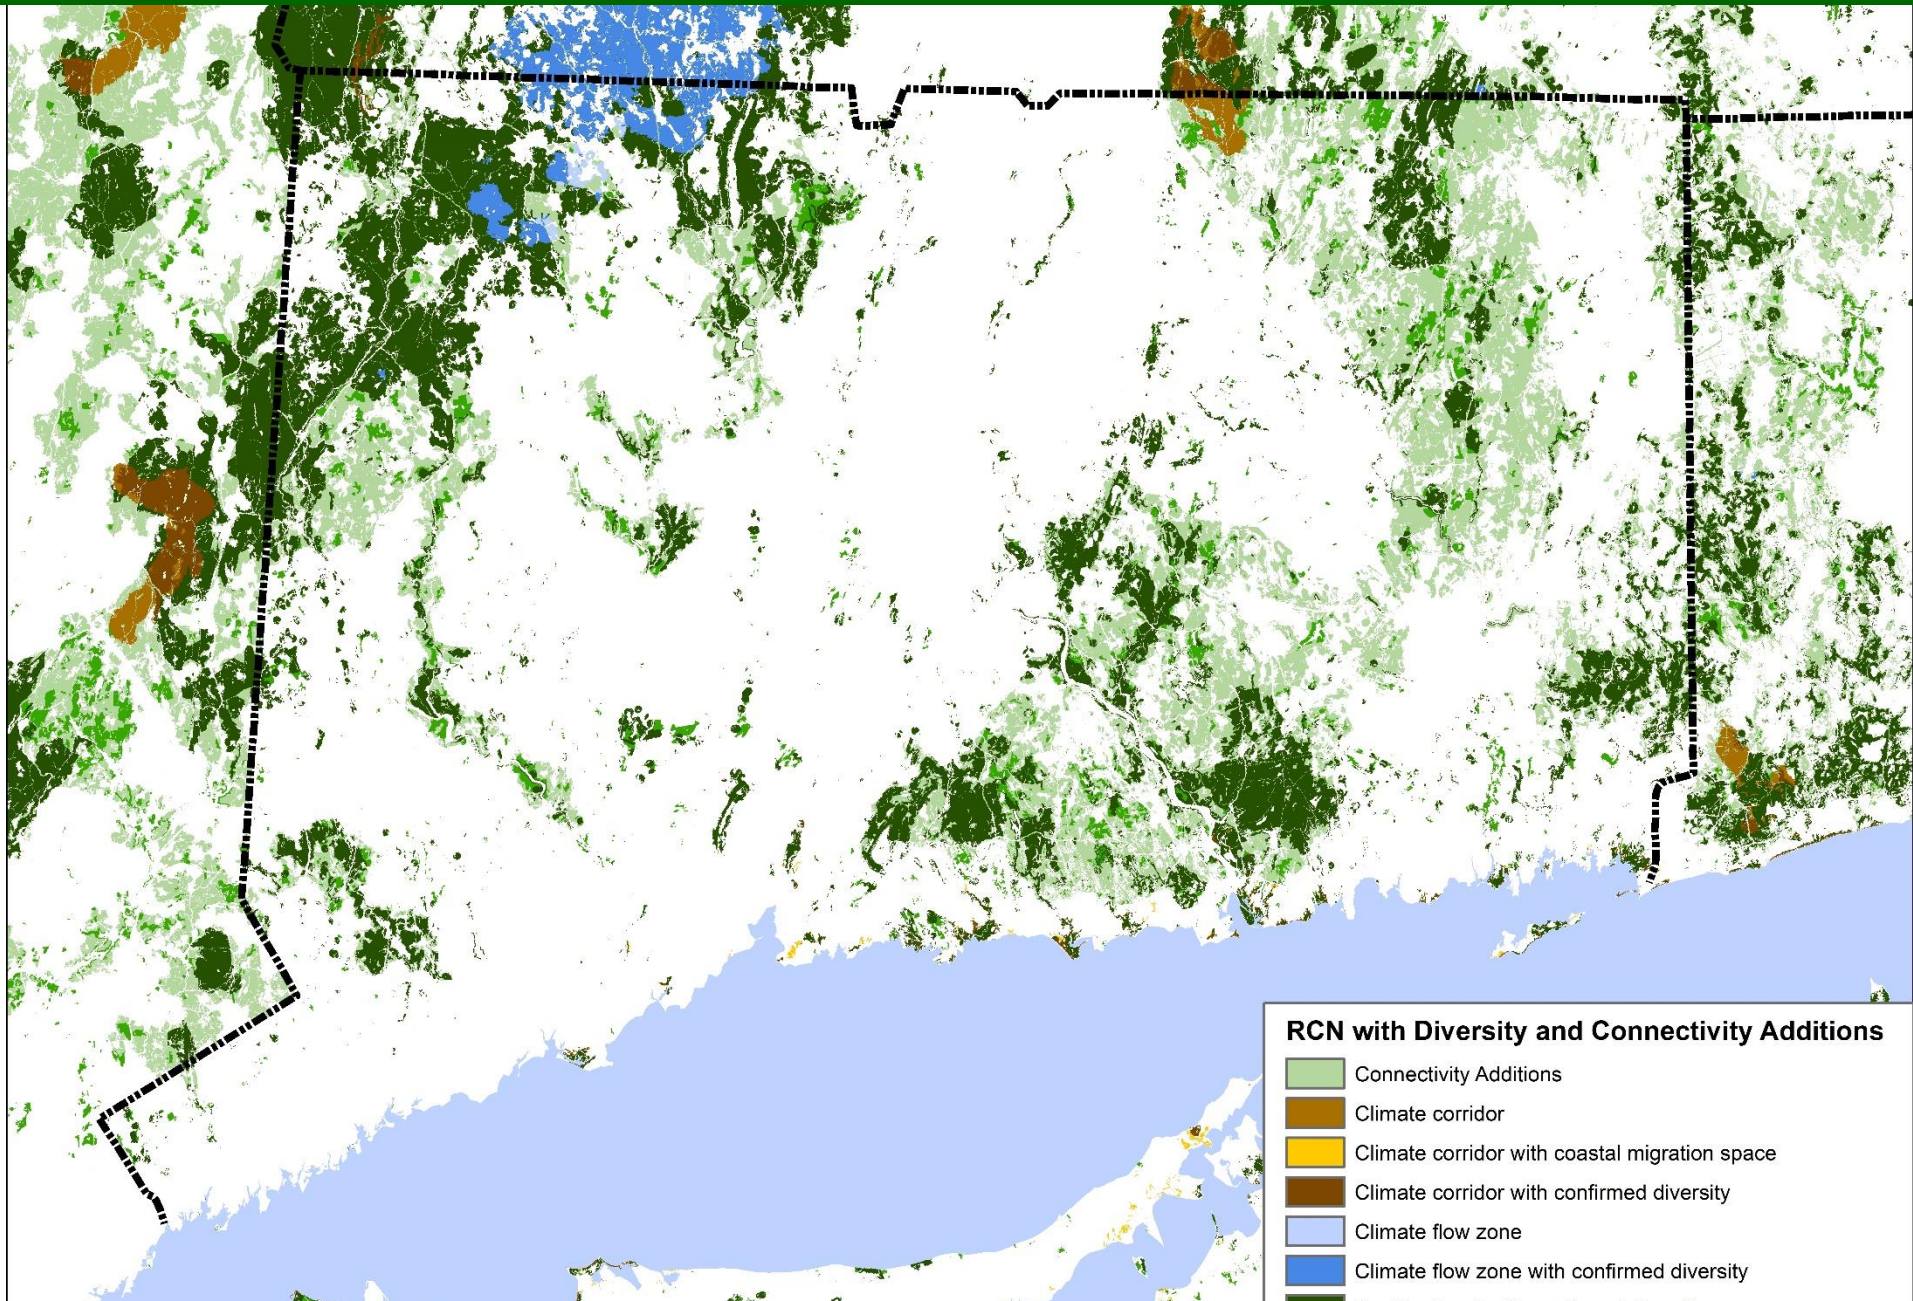 RCN with Diversity and Connectivity Additions
Connectivity Additions
Climate corridor
Climate corridor with coastal migration space
Climate corridor with confirmed diversity
Climate flow zone
Climate flow zone with confirmed diversity